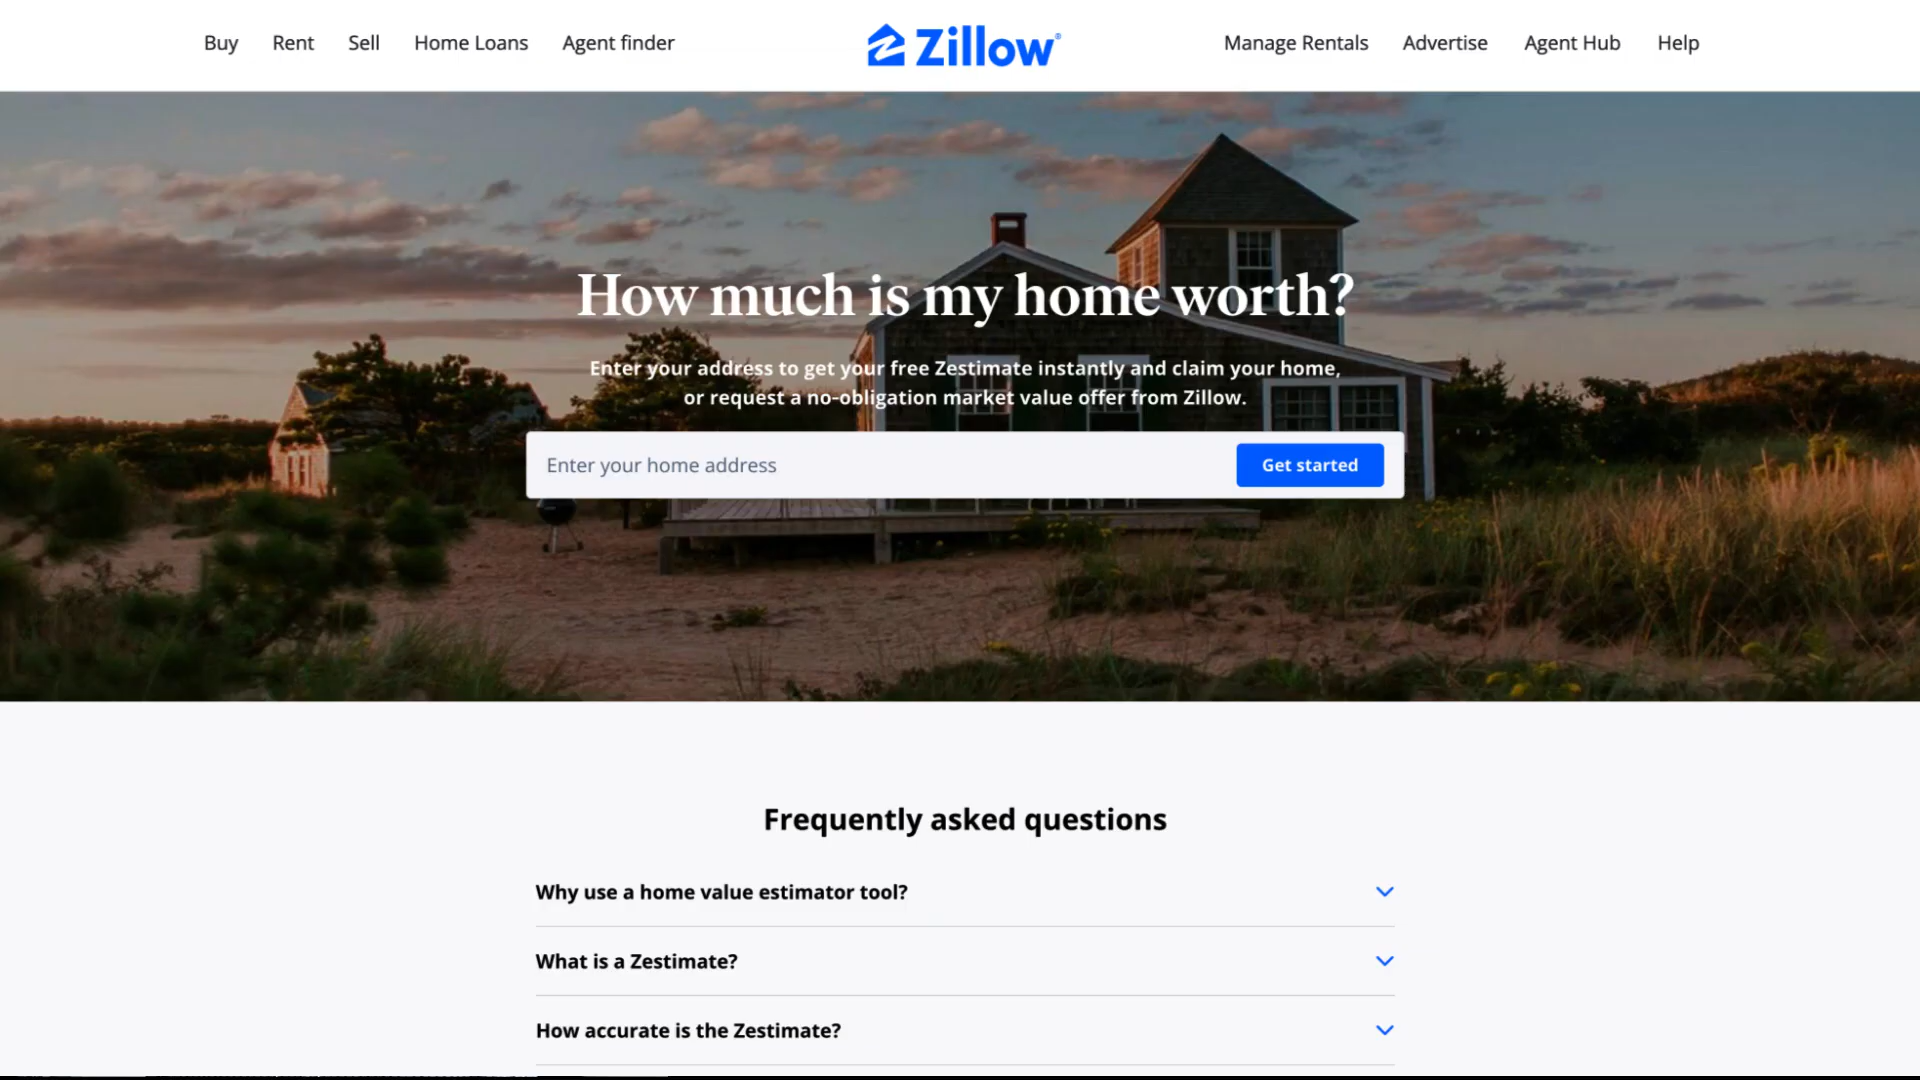 Buy Rent Sell Home Loans Agent finder Zillow® Manage Rentals Advertise Agent Hub Help
How much is my home worth?
Enter your address to get your free Zestimate instantly and claim your home,
or request a no-obligation market value offer from Zillow.
Enter your home address Get started
Frequently asked questions
Why use a home value estimator tool?
What is a Zestimate?
How accurate is the Zestimate?